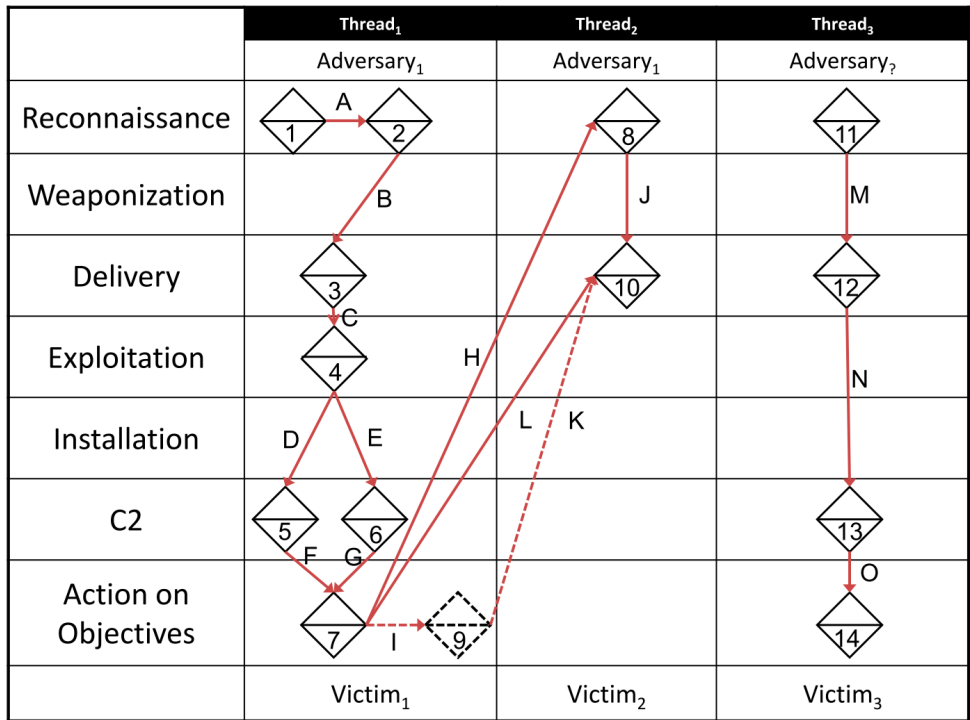 Thread₁ Thread₂ Thread₃
Adversary₁ Adversary₁ Adversary?
Reconnaissance 1 A 2 8 11
Weaponization B J M
Delivery 3 10 12
C
Exploitation 4 H N
Installation D E L K
C2 5 6 13
F G O
Action on
Objectives 7 I 9 14
Victim₁ Victim₂ Victim₃